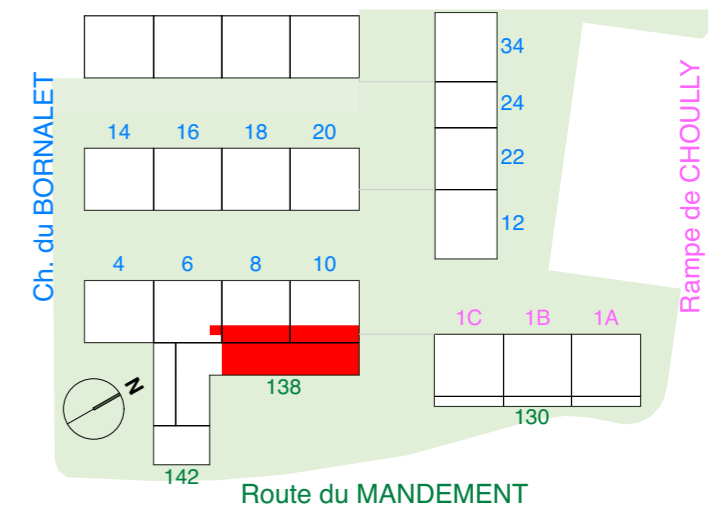 34
24
14 16 18 20
22
12
Ch. du BORNALET
Rampe de CHOULLY
4 6 8 10
1C 1B 1A
N
138
130
142
Route du MANDEMENT